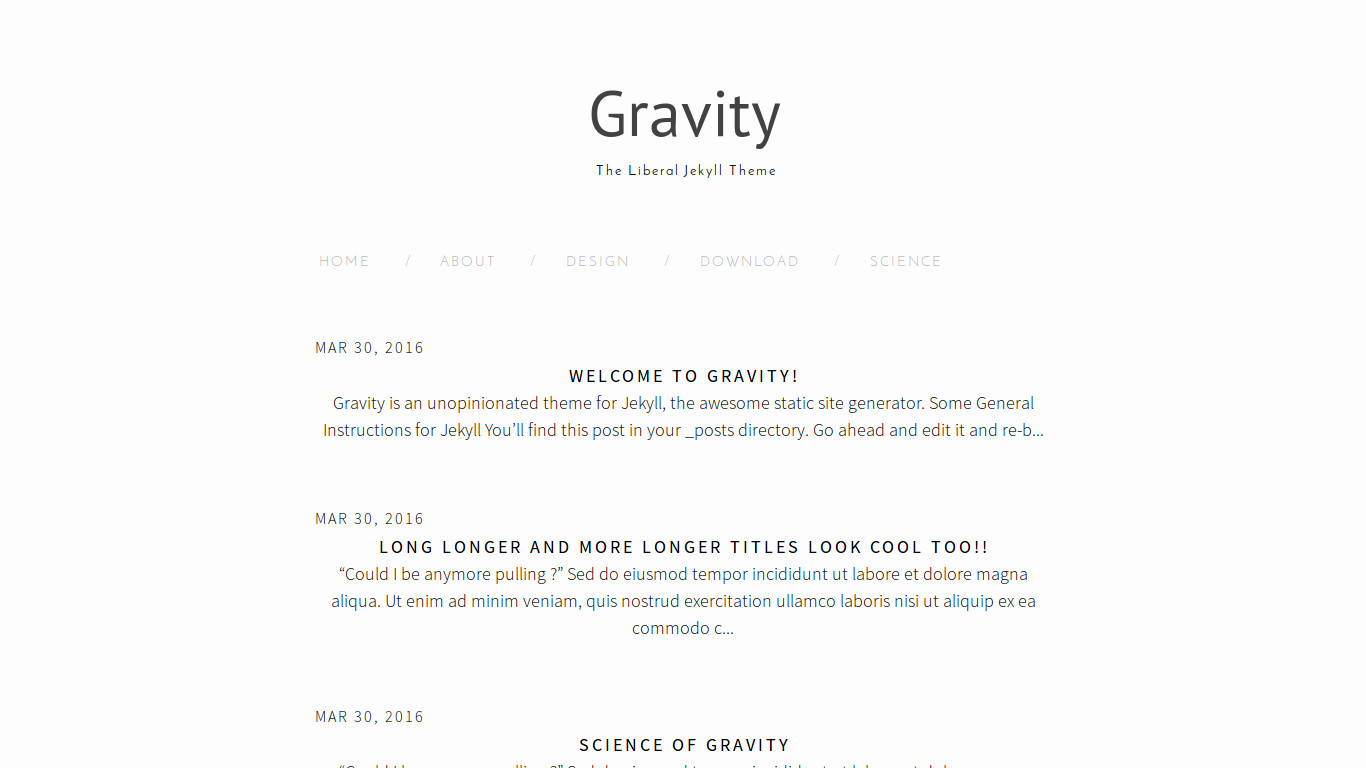 Gravity
The Liberal Jekyll Theme
HOME / ABOUT / DESIGN / DOWNLOAD / SCIENCE
MAR 30, 2016
WELCOME TO GRAVITY!
Gravity is an unopinionated theme for Jekyll, the awesome static site generator. Some General
Instructions for Jekyll You’ll find this post in your _posts directory. Go ahead and edit it and re-b...
MAR 30, 2016
LONG LONGER AND MORE LONGER TITLES LOOK COOL TOO!!
“Could I be anymore pulling ?” Sed do eiusmod tempor incididunt ut labore et dolore magna
aliqua. Ut enim ad minim veniam, quis nostrud exercitation ullamco laboris nisi ut aliquip ex ea
commodo c...
MAR 30, 2016
SCIENCE OF GRAVITY